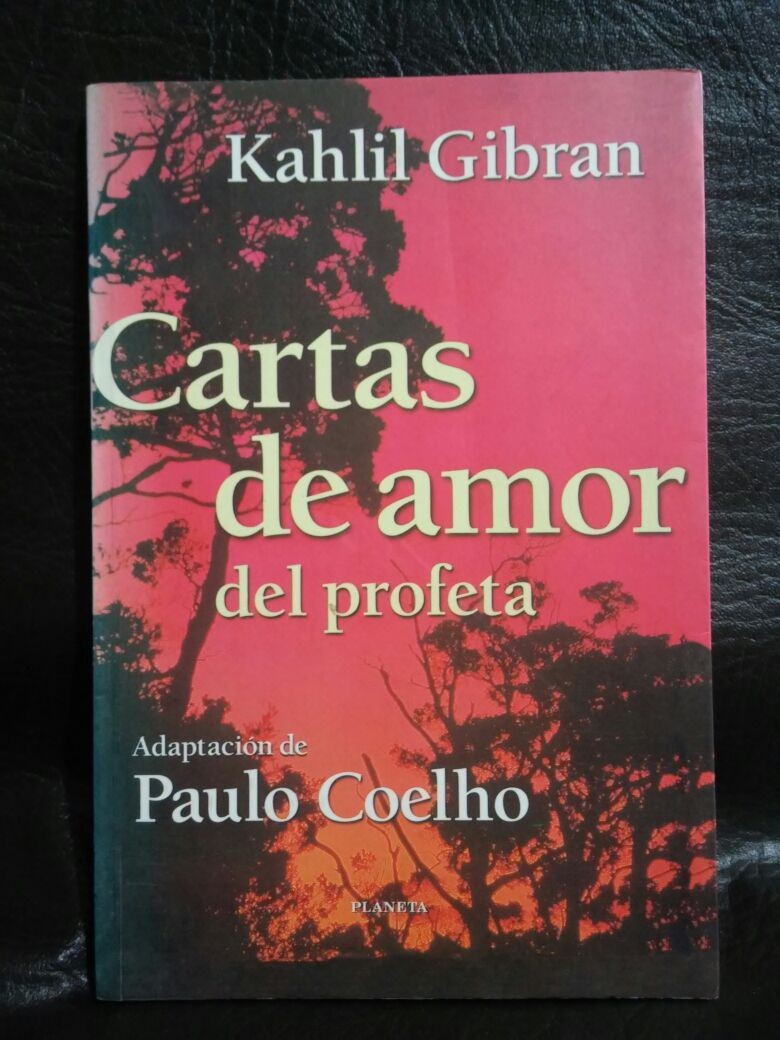 Kahlil Gibran
Cartas
de amor
del profeta
Adaptación de
Paulo Coelho
PLANETA